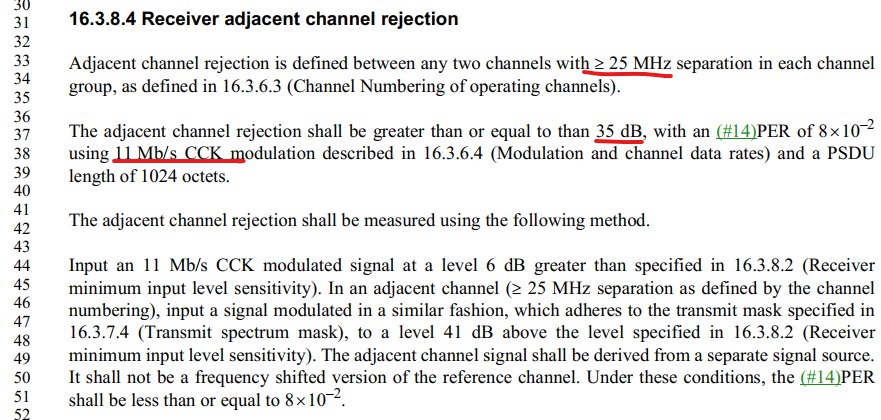 30
31 16.3.8.4 Receiver adjacent channel rejection
32
33 Adjacent channel rejection is defined between any two channels with ≥ 25 MHz separation in each channel
34 group, as defined in 16.3.6.3 (Channel Numbering of operating channels).
35
36
37 The adjacent channel rejection shall be greater than or equal to than 35 dB, with an (#14)PER of 8×10⁻²
38 using 11 Mb/s CCK modulation described in 16.3.6.4 (Modulation and channel data rates) and a PSDU
39 length of 1024 octets.
40
41
42 The adjacent channel rejection shall be measured using the following method.
43
44 Input an 11 Mb/s CCK modulated signal at a level 6 dB greater than specified in 16.3.8.2 (Receiver
45 minimum input level sensitivity). In an adjacent channel (≥ 25 MHz separation as defined by the channel
46 numbering), input a signal modulated in a similar fashion, which adheres to the transmit mask specified in
47
48 16.3.7.4 (Transmit spectrum mask), to a level 41 dB above the level specified in 16.3.8.2 (Receiver
49 minimum input level sensitivity). The adjacent channel signal shall be derived from a separate signal source.
50 It shall not be a frequency shifted version of the reference channel. Under these conditions, the (#14)PER
51 shall be less than or equal to 8×10⁻².
52